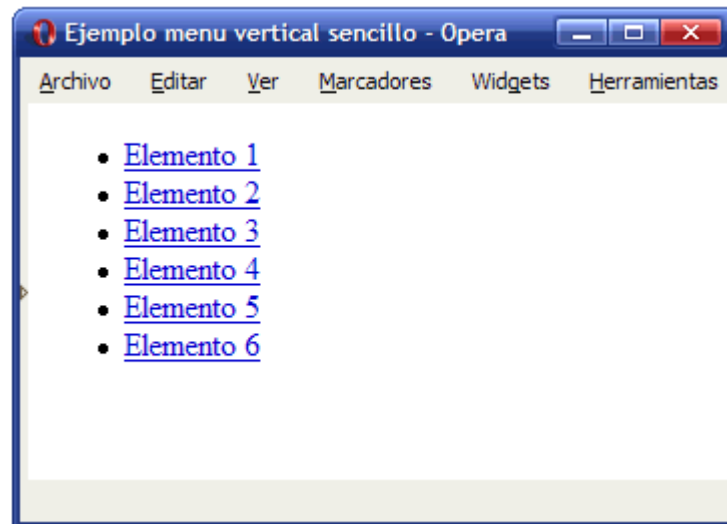 Ejemplo menu vertical sencillo - Opera
Archivo Editar Ver Marcadores Widgets Herramientas
Elemento 1
Elemento 2
Elemento 3
Elemento 4
Elemento 5
Elemento 6